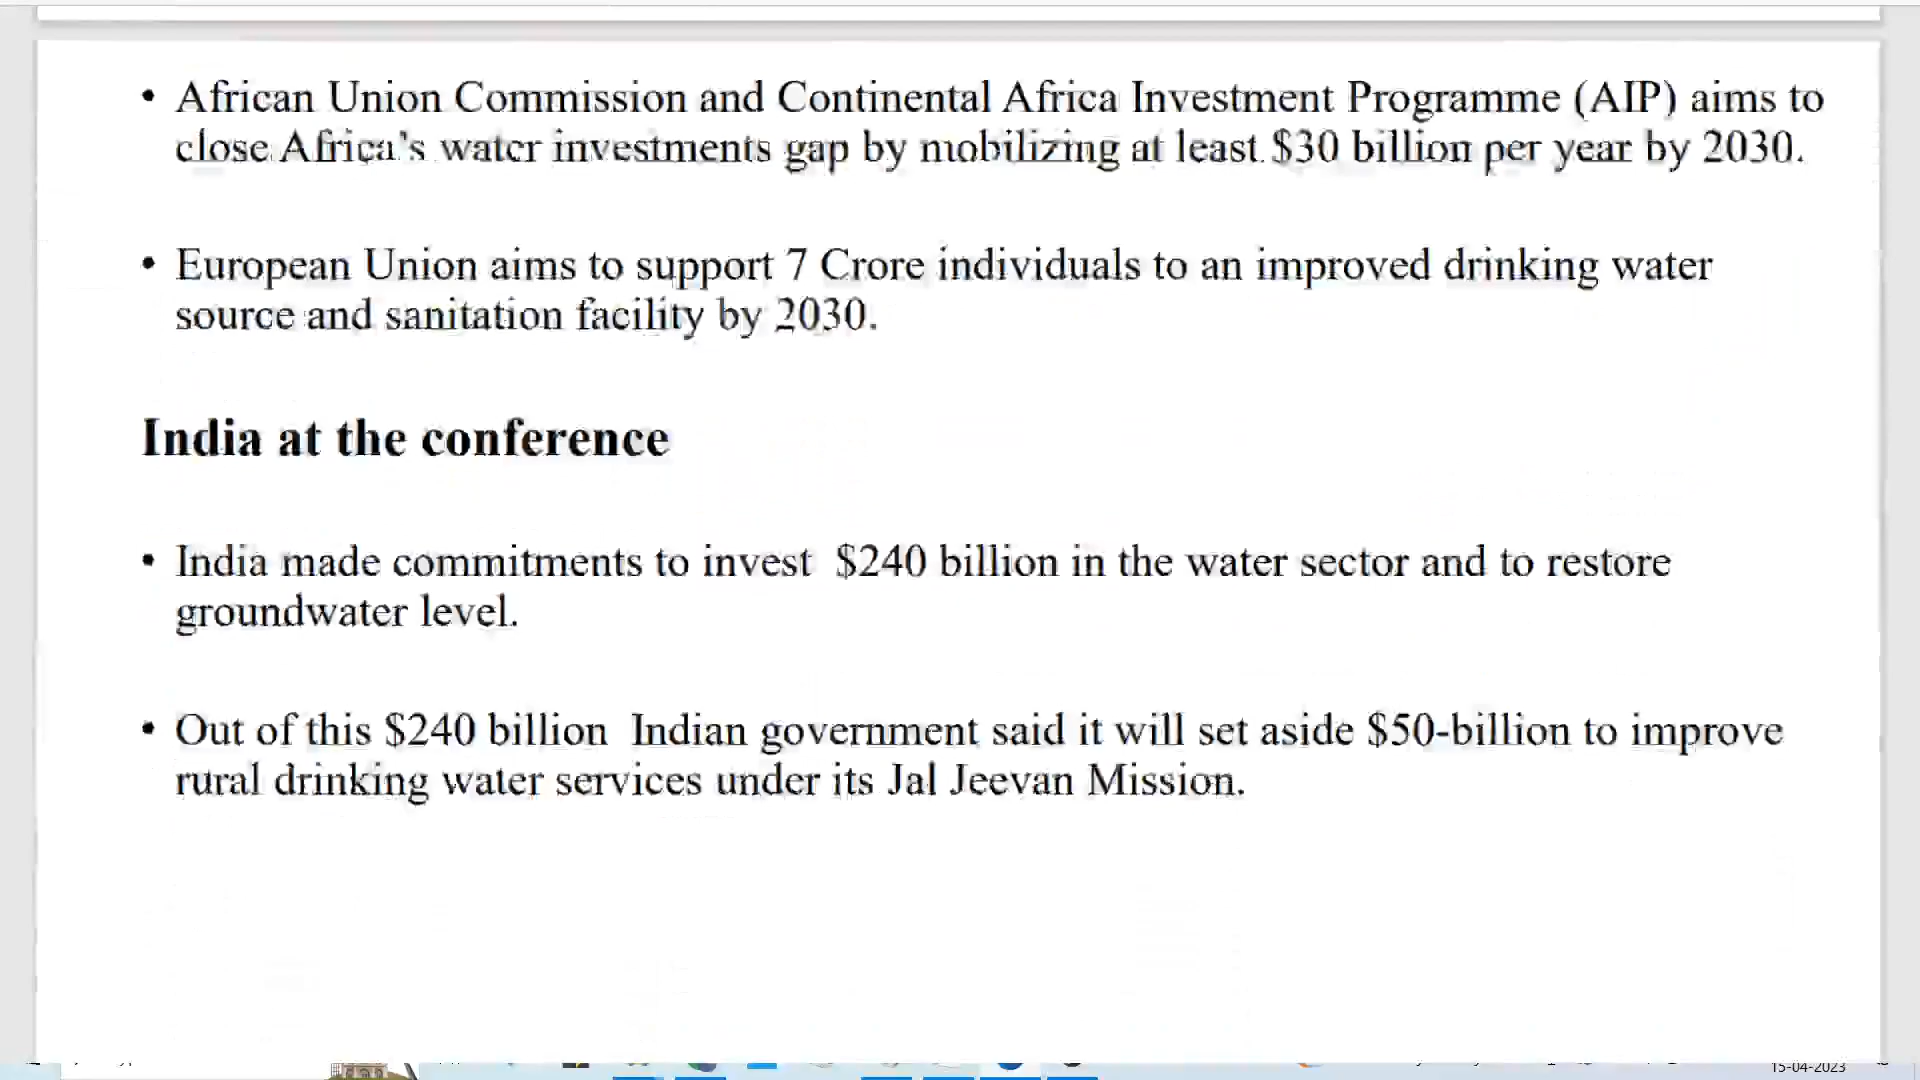 • African Union Commission and Continental Africa Investment Programme (AIP) aims to
close Africa's water investments gap by mobilizing at least $30 billion per year by 2030.
• European Union aims to support 7 Crore individuals to an improved drinking water
source and sanitation facility by 2030.
India at the conference
• India made commitments to invest $240 billion in the water sector and to restore
groundwater level.
• Out of this $240 billion Indian government said it will set aside $50-billion to improve
rural drinking water services under its Jal Jeevan Mission.
15-04-2023